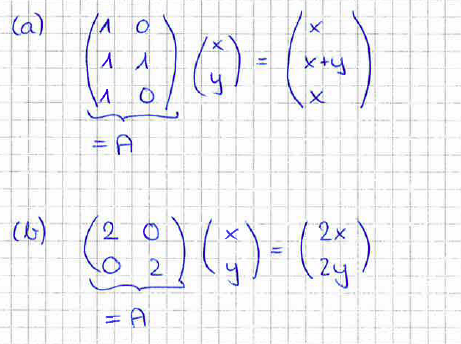 (a) ( 1 0 ; 1 1 ; 1 0 ) ( x ; y ) = ( x ; x+y ; x )
= A
(b) ( 2 0 ; 0 2 ) ( x ; y ) = ( 2x ; 2y )
= A